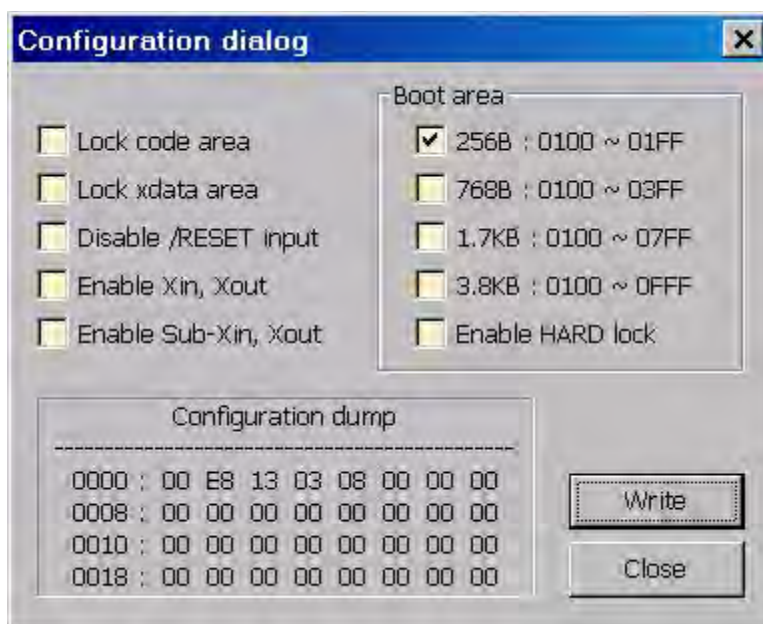 Configuration dialog
Lock code area
Lock xdata area
Disable /RESET input
Enable Xin, Xout
Enable Sub-Xin, Xout
Boot area
256B : 0100 ~ 01FF
768B : 0100 ~ 03FF
1.7KB : 0100 ~ 07FF
3.8KB : 0100 ~ 0FFF
Enable HARD lock
Configuration dump
--------------------------------------------------
0000 : 00 E8 13 03 08 00 00 00
0008 : 00 00 00 00 00 00 00 00
0010 : 00 00 00 00 00 00 00 00
0018 : 00 00 00 00 00 00 00 00
Write
Close